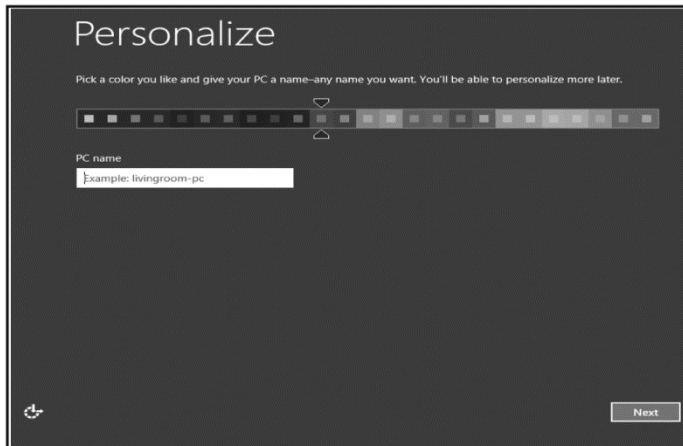 Personalize
Pick a color you like and give your PC a name–any name you want. You'll be able to personalize more later.
PC name
Example: livingroom-pc
Next